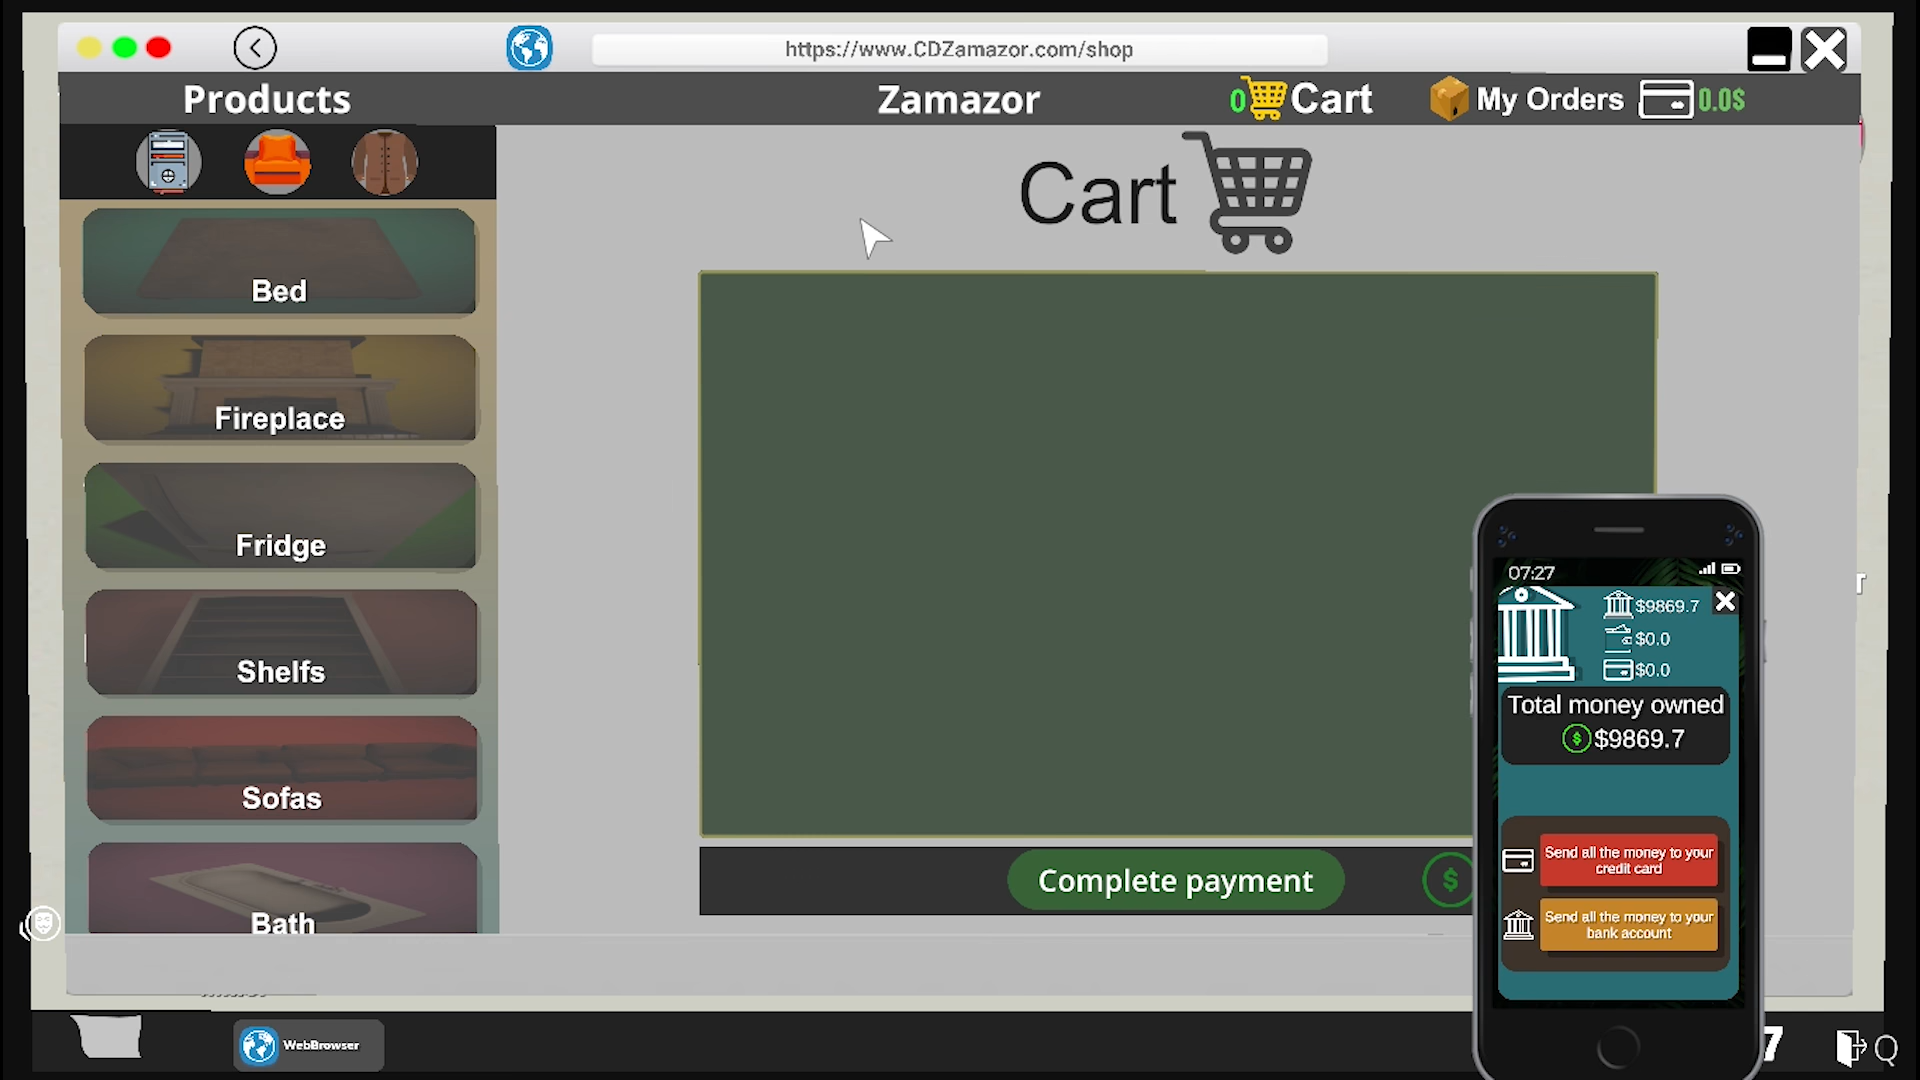 https://www.CDZamazor.com/shop
Products
Zamazor
0 Cart
My Orders
0.0$
Cart
Bed
Fireplace
Fridge
Shelfs
Sofas
Bath
Complete payment
$
07:27
$9869.7
$0.0
$0.0
Total money owned
$ $9869.7
Send all the money to your
credit card
Send all the money to your
bank account
WebBrowser
7
Q